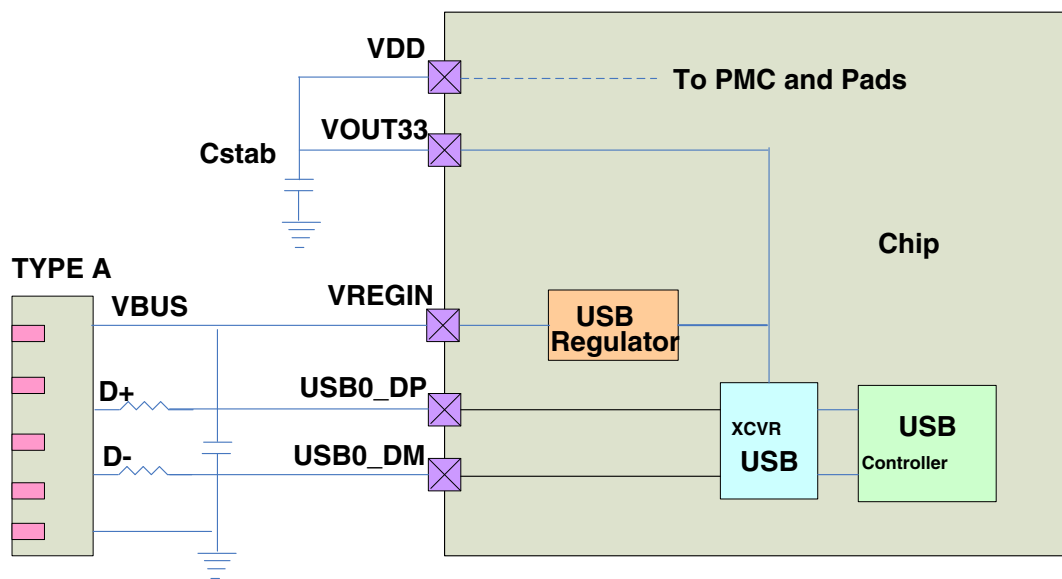 VDD
To PMC and Pads
VOUT33
Cstab
Chip
TYPE A
VBUS
VREGIN
USB
Regulator
D+
USB0_DP
XCVR
USB
USB
Controller
D-
USB0_DM